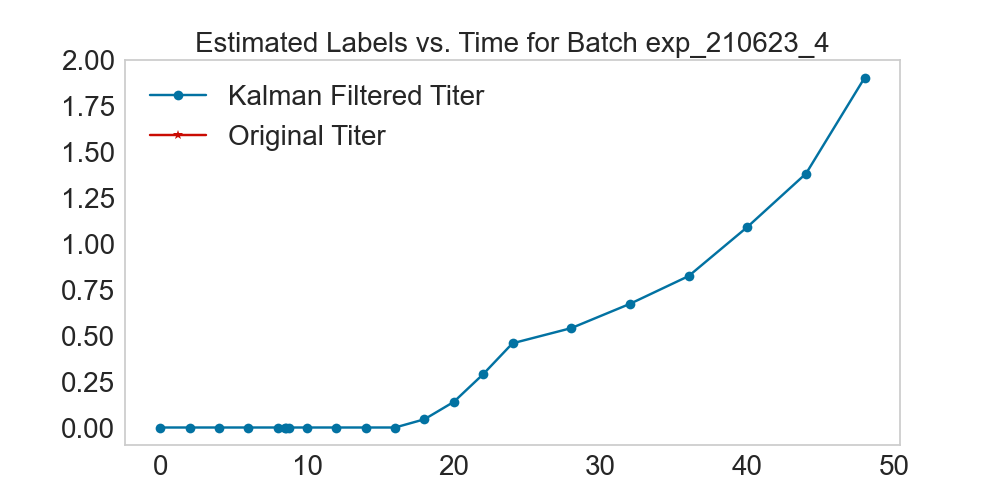 Estimated Labels vs. Time for Batch exp_210623_4
2.00
1.75
1.50
1.25
1.00
0.75
0.50
0.25
0.00
Kalman Filtered Titer
Original Titer
0 10 20 30 40 50